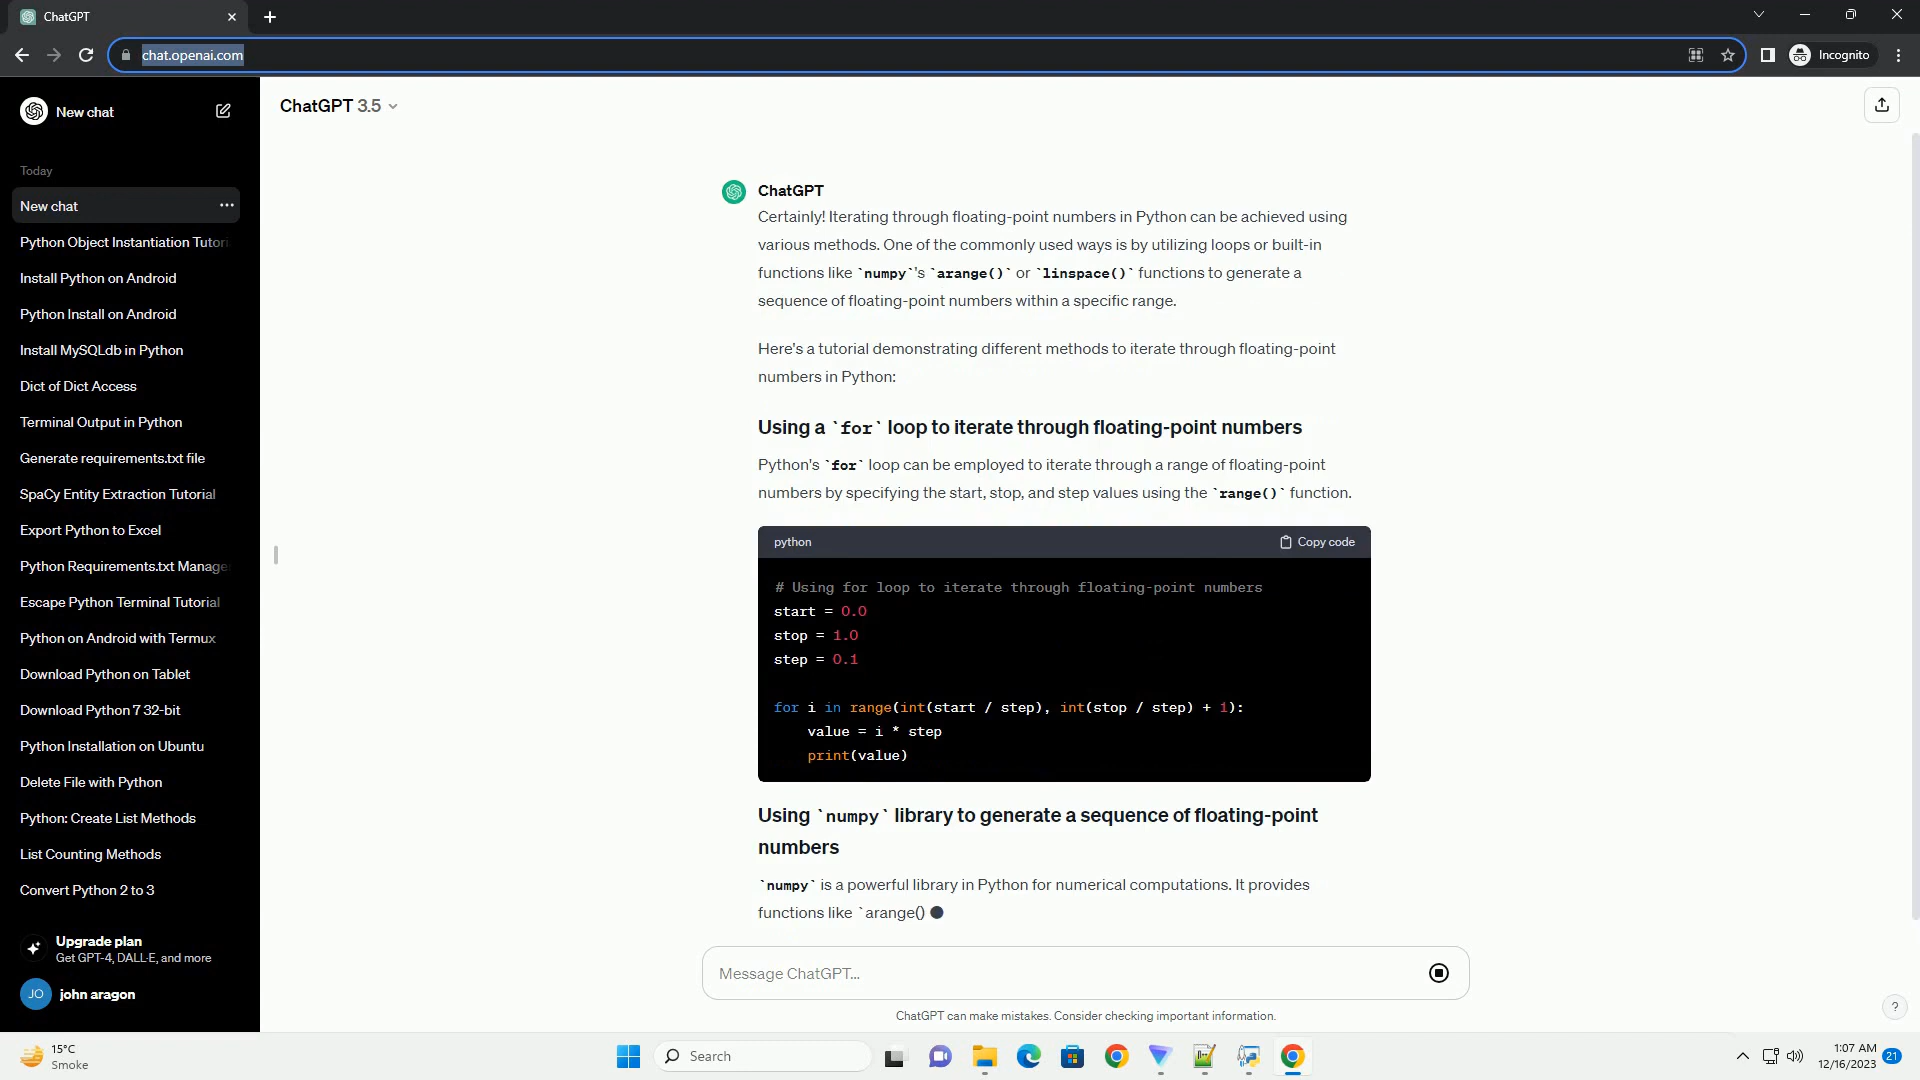 ChatGPT
chat.openai.com
Incognito
New chat
Today
New chat
Python Object Instantiation Tutori
Install Python on Android
Python Install on Android
Install MySQLdb in Python
Dict of Dict Access
Terminal Output in Python
Generate requirements.txt file
SpaCy Entity Extraction Tutorial
Export Python to Excel
Python Requirements.txt Manage
Escape Python Terminal Tutorial
Python on Android with Termux
Download Python on Tablet
Download Python 7 32-bit
Python Installation on Ubuntu
Delete File with Python
Python: Create List Methods
List Counting Methods
Convert Python 2 to 3
Upgrade plan
Get GPT-4, DALL·E, and more
JO john aragon
ChatGPT 3.5
ChatGPT
Certainly! Iterating through floating-point numbers in Python can be achieved using
various methods. One of the commonly used ways is by utilizing loops or built-in
functions like `numpy`'s `arange()` or `linspace()` functions to generate a
sequence of floating-point numbers within a specific range.
Here's a tutorial demonstrating different methods to iterate through floating-point
numbers in Python:
Using a `for` loop to iterate through floating-point numbers
Python's `for` loop can be employed to iterate through a range of floating-point
numbers by specifying the start, stop, and step values using the `range()` function.
python Copy code
# Using for loop to iterate through floating-point numbers
start = 0.0
stop = 1.0
step = 0.1
for i in range(int(start / step), int(stop / step) + 1):
    value = i * step
    print(value)
Using `numpy` library to generate a sequence of floating-point
numbers
`numpy` is a powerful library in Python for numerical computations. It provides
functions like `arange()
Message ChatGPT...
ChatGPT can make mistakes. Consider checking important information.
?
15°C
Smoke
Search
1:07 AM
12/16/2023
21